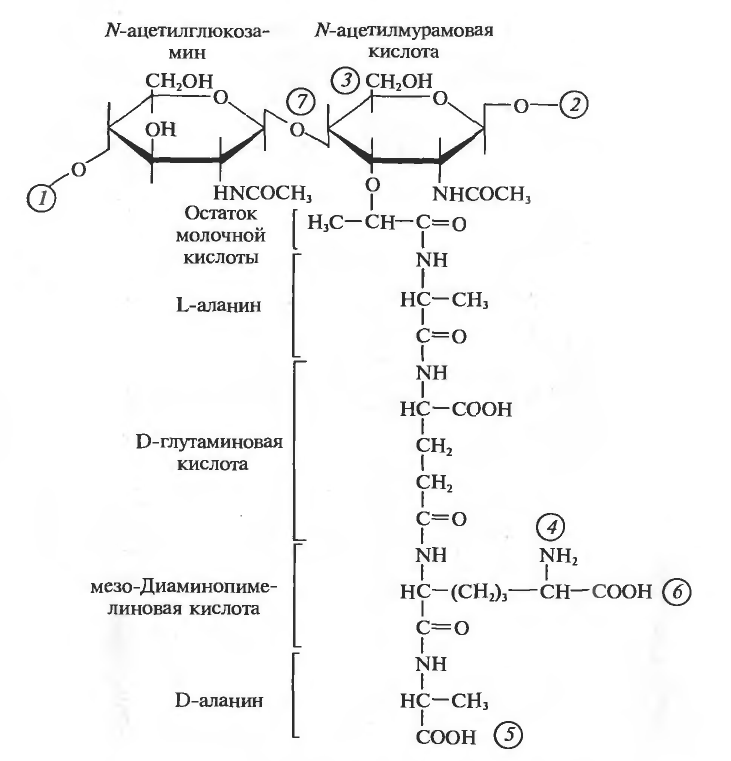 N-ацетилглюкоза-
мин
N-ацетилмурамовая
кислота
CH₂OH
O
OH
HNCOCH₃
O
1
7
O
3
CH₂OH
O
O
2
NHCOCH₃
O
Остаток
молочной
кислоты
H₃C—CH—C=O
NH
L-аланин
HC—CH₃
C=O
NH
HC—COOH
D-глутаминовая
кислота
CH₂
CH₂
C=O
4
NH
NH₂
мезо-Диаминопиме-
линовая кислота
HC—(CH₂)₃—CH—COOH 6
C=O
NH
D-аланин
HC—CH₃
COOH 5